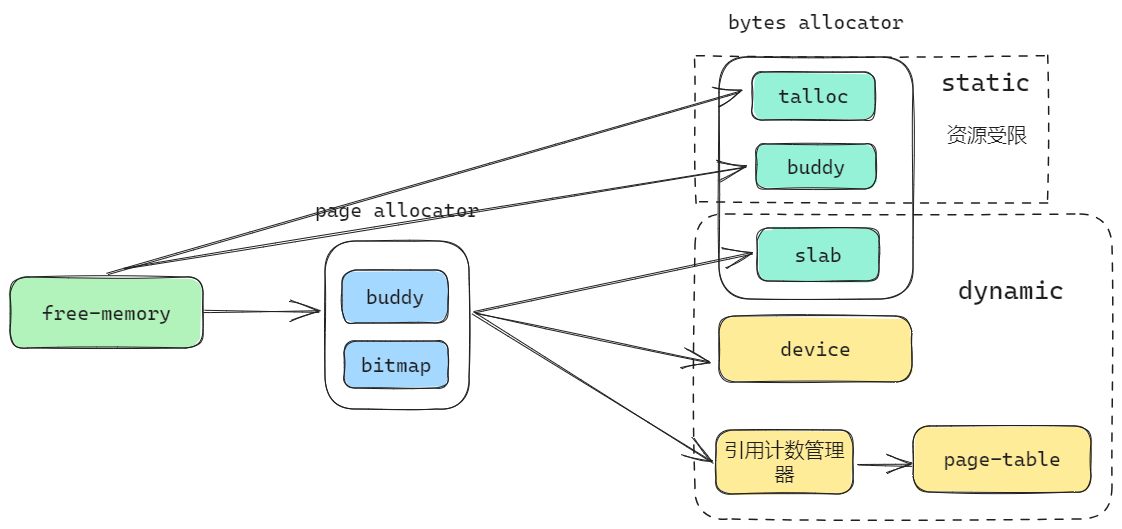 bytes allocator
talloc
static
资源受限
buddy
page allocator
slab
dynamic
free-memory
buddy
bitmap
device
引用计数管理
器
page-table